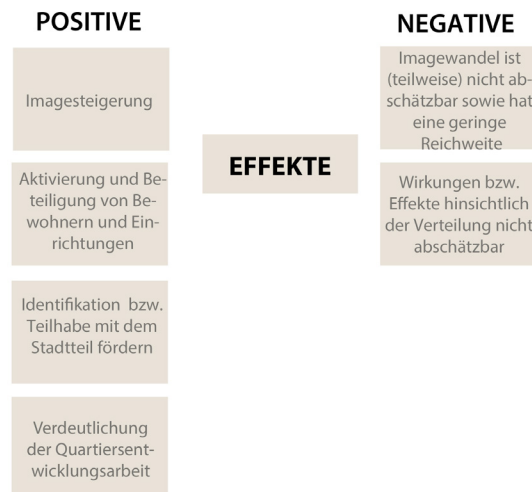 POSITIVE
Imagesteigerung
Aktivierung und Be-
teiligung von Be-
wohnern und Ein-
richtungen
Identifikation bzw.
Teilhabe mit dem
Stadtteil fördern
Verdeutlichung
der Quartiersent-
wicklungsarbeit
EFFEKTE
NEGATIVE
Imagewandel ist
(teilweise) nicht ab-
schätzbar sowie hat
eine geringe
Reichweite
Wirkungen bzw.
Effekte hinsichtlich
der Verteilung nicht
abschätzbar